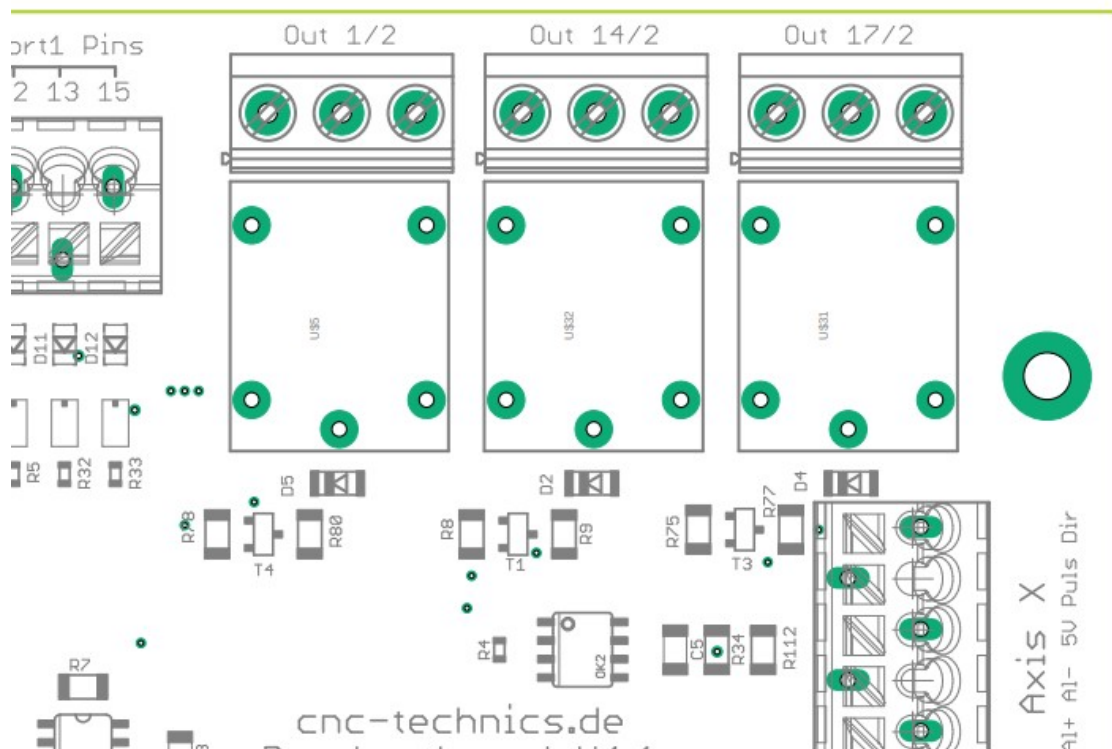 Out 1/2
Out 14/2
Out 17/2
ort1 Pins
2 13 15
U$5
U$32
U$31
D11
D12
R5
R32
R33
D5
D2
D4
R78
R80
R8
R9
R75
R77
T4
T1
T3
R4
OK2
C5
R34
R112
R7
cnc-technics.de
Axis X
Al+ Al- 5V Puls Dir